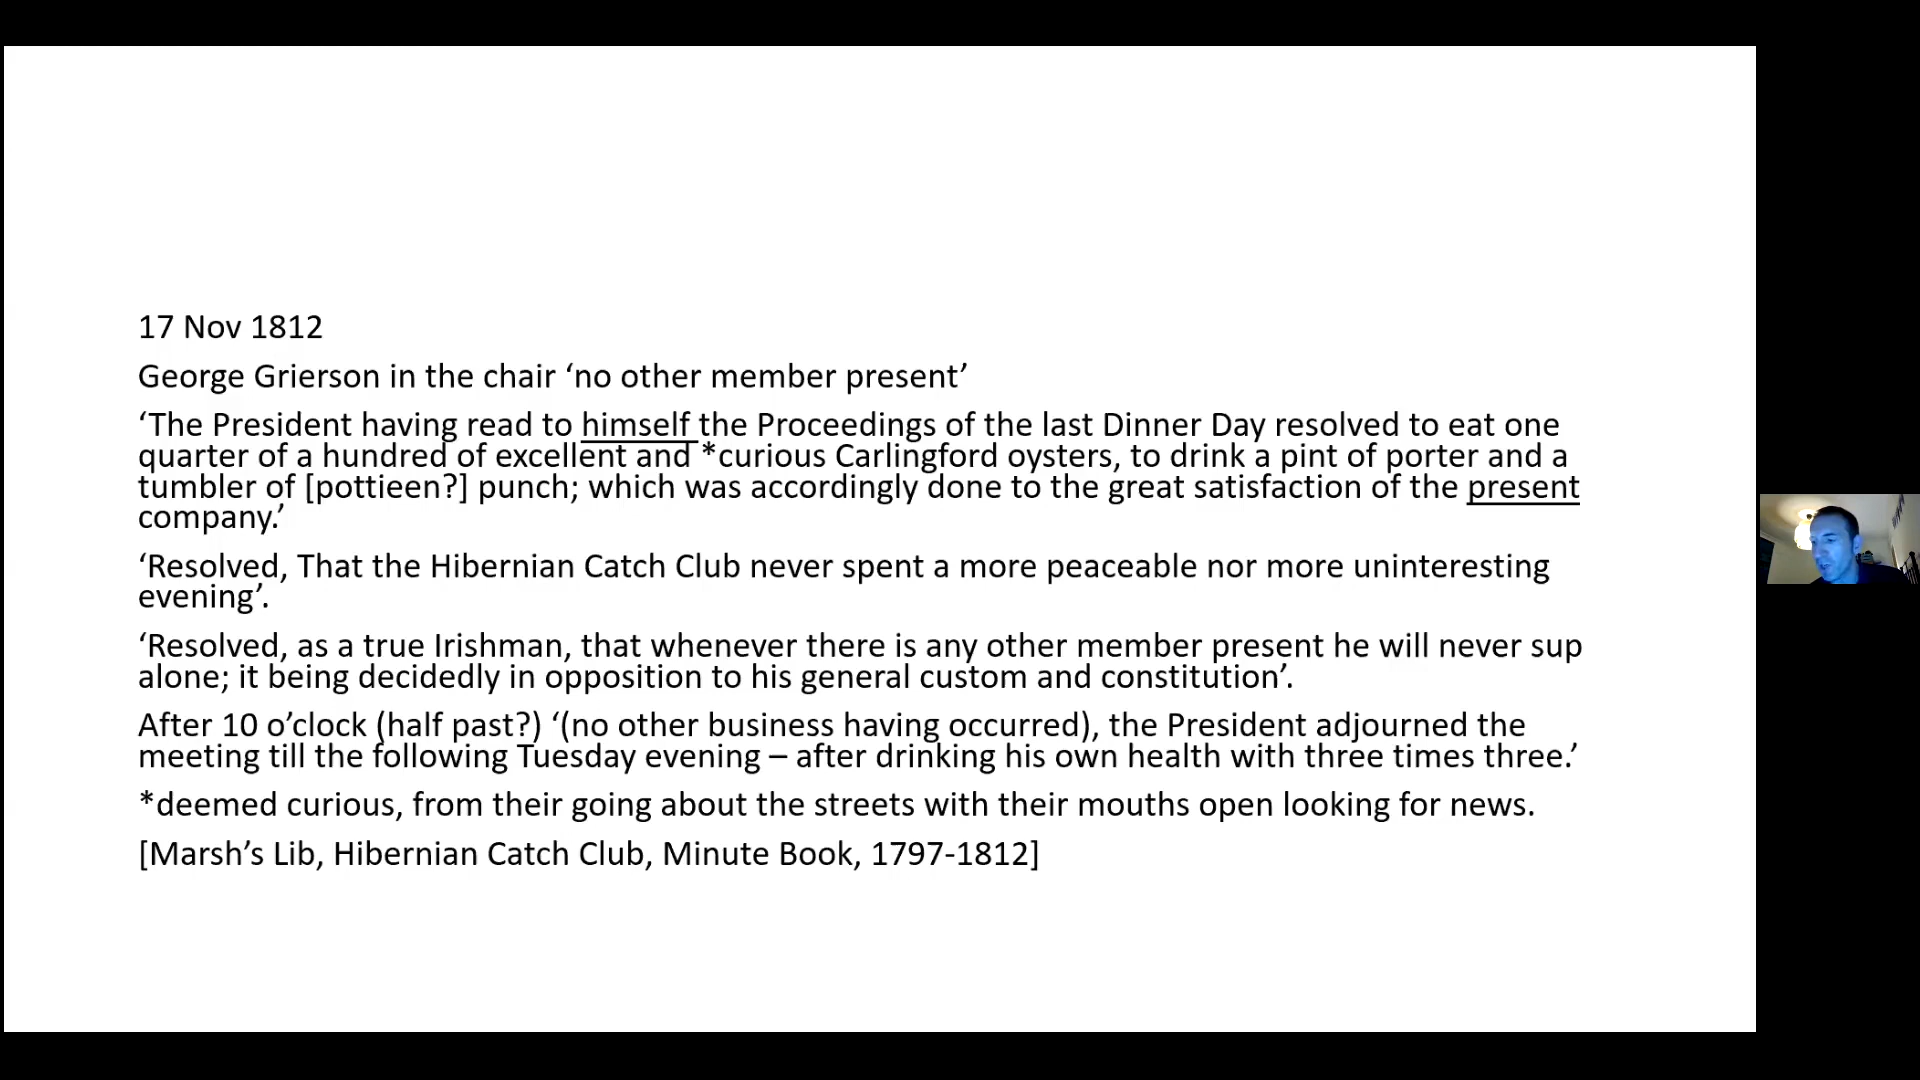 17 Nov 1812
George Grierson in the chair ‘no other member present’
‘The President having read to himself the Proceedings of the last Dinner Day resolved to eat one
quarter of a hundred of excellent and *curious Carlingford oysters, to drink a pint of porter and a
tumbler of [pottieen?] punch; which was accordingly done to the great satisfaction of the present
company.’
‘Resolved, That the Hibernian Catch Club never spent a more peaceable nor more uninteresting
evening’.
‘Resolved, as a true Irishman, that whenever there is any other member present he will never sup
alone; it being decidedly in opposition to his general custom and constitution’.
After 10 o’clock (half past?) ‘(no other business having occurred), the President adjourned the
meeting till the following Tuesday evening – after drinking his own health with three times three.’
*deemed curious, from their going about the streets with their mouths open looking for news.
[Marsh’s Lib, Hibernian Catch Club, Minute Book, 1797-1812]